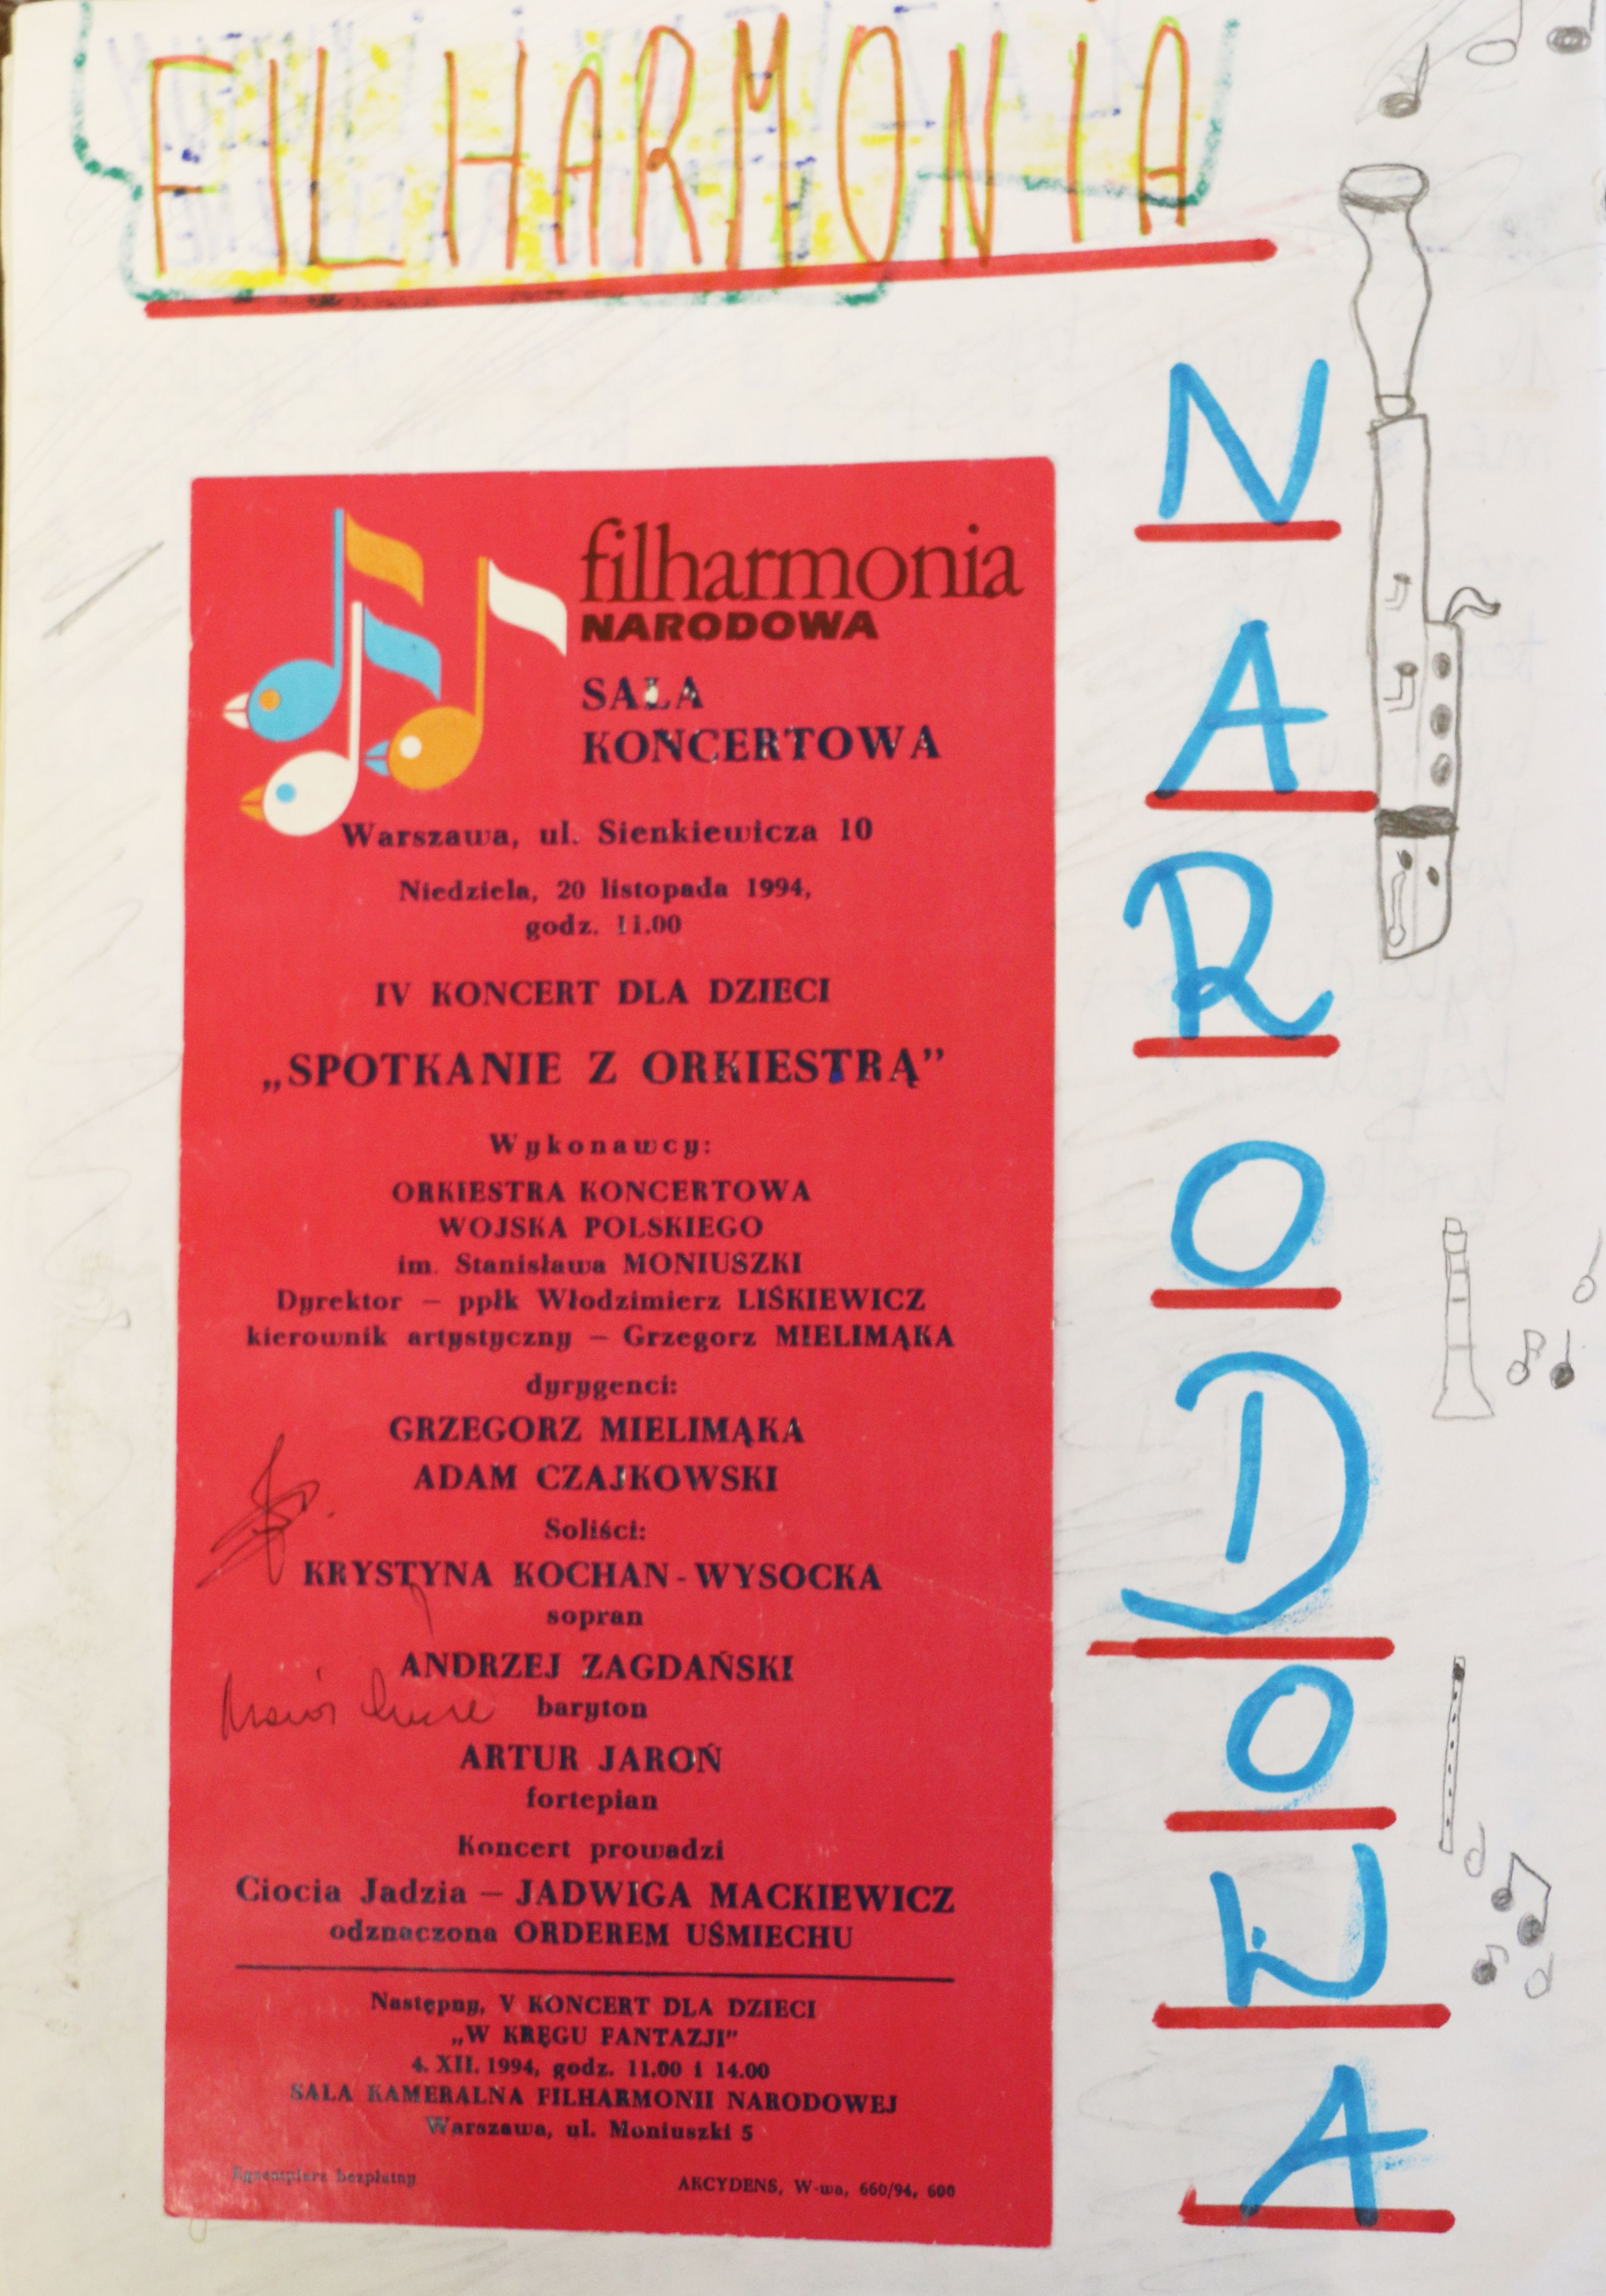 FILHARMONIA
NARODOWA
filharmonia
NARODOWA
SALA
KONCERTOWA
Warszawa, ul. Sienkiewicza 10
Niedziela, 20 listopada 1994,
godz. 11.00
IV KONCERT DLA DZIECI
„SPOTKANIE Z ORKIESTRĄ”
Wykonawcy:
ORKIESTRA KONCERTOWA
WOJSKA POLSKIEGO
im. Stanisława MONIUSZKI
Dyrektor — ppłk Włodzimierz LIŚKIEWICZ
kierownik artystyczny — Grzegorz MIELIMĄKA
dyrygenci:
GRZEGORZ MIELIMĄKA
ADAM CZAJKOWSKI
Soliści:
KRYSTYNA KOCHAN-WYSOCKA
sopran
ANDRZEJ ZAGDAŃSKI
baryton
ARTUR JAROŃ
fortepian
Koncert prowadzi
Ciocia Jadzia — JADWIGA MACKIEWICZ
odznaczona ORDEREM UŚMIECHU
Następny, V KONCERT DLA DZIECI
„W KRĘGU FANTAZJI”
4. XII. 1994, godz. 11.00 i 14.00
SALA KAMERALNA FILHARMONII NARODOWEJ
Warszawa, ul. Moniuszki 5
Egzemplarz bezpłatny
AKCYDENS, W-wa, 660/94, 600